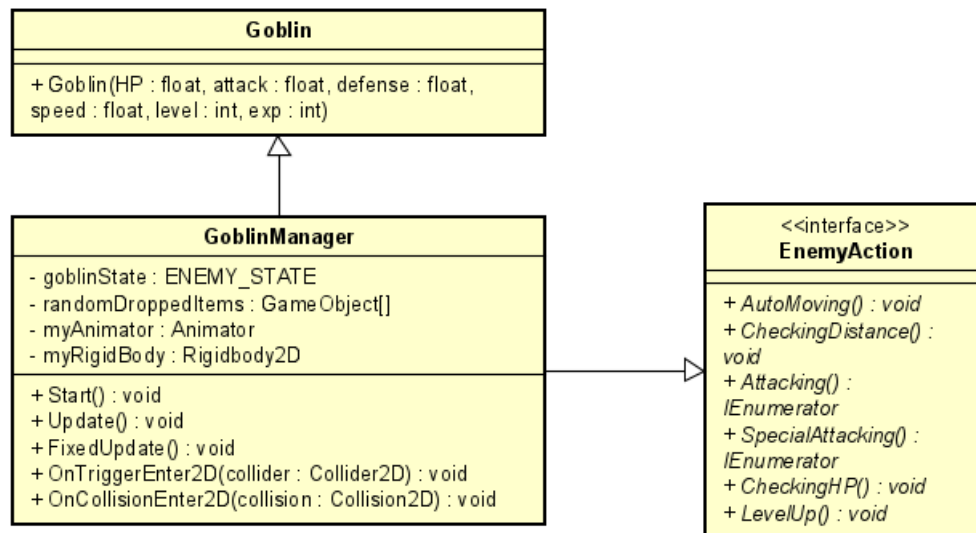 Goblin
+ Goblin(HP : float, attack : float, defense : float,
speed : float, level : int, exp : int)
GoblinManager
- goblinState : ENEMY_STATE
- randomDroppedItems : GameObject[]
- myAnimator : Animator
- myRigidBody : Rigidbody2D
+ Start() : void
+ Update() : void
+ FixedUpdate() : void
+ OnTriggerEnter2D(collider : Collider2D) : void
+ OnCollisionEnter2D(collision : Collision2D) : void
<<interface>>
EnemyAction
+ AutoMoving() : void
+ CheckingDistance() :
void
+ Attacking() :
IEnumerator
+ SpecialAttacking() :
IEnumerator
+ CheckingHP() : void
+ LevelUp() : void